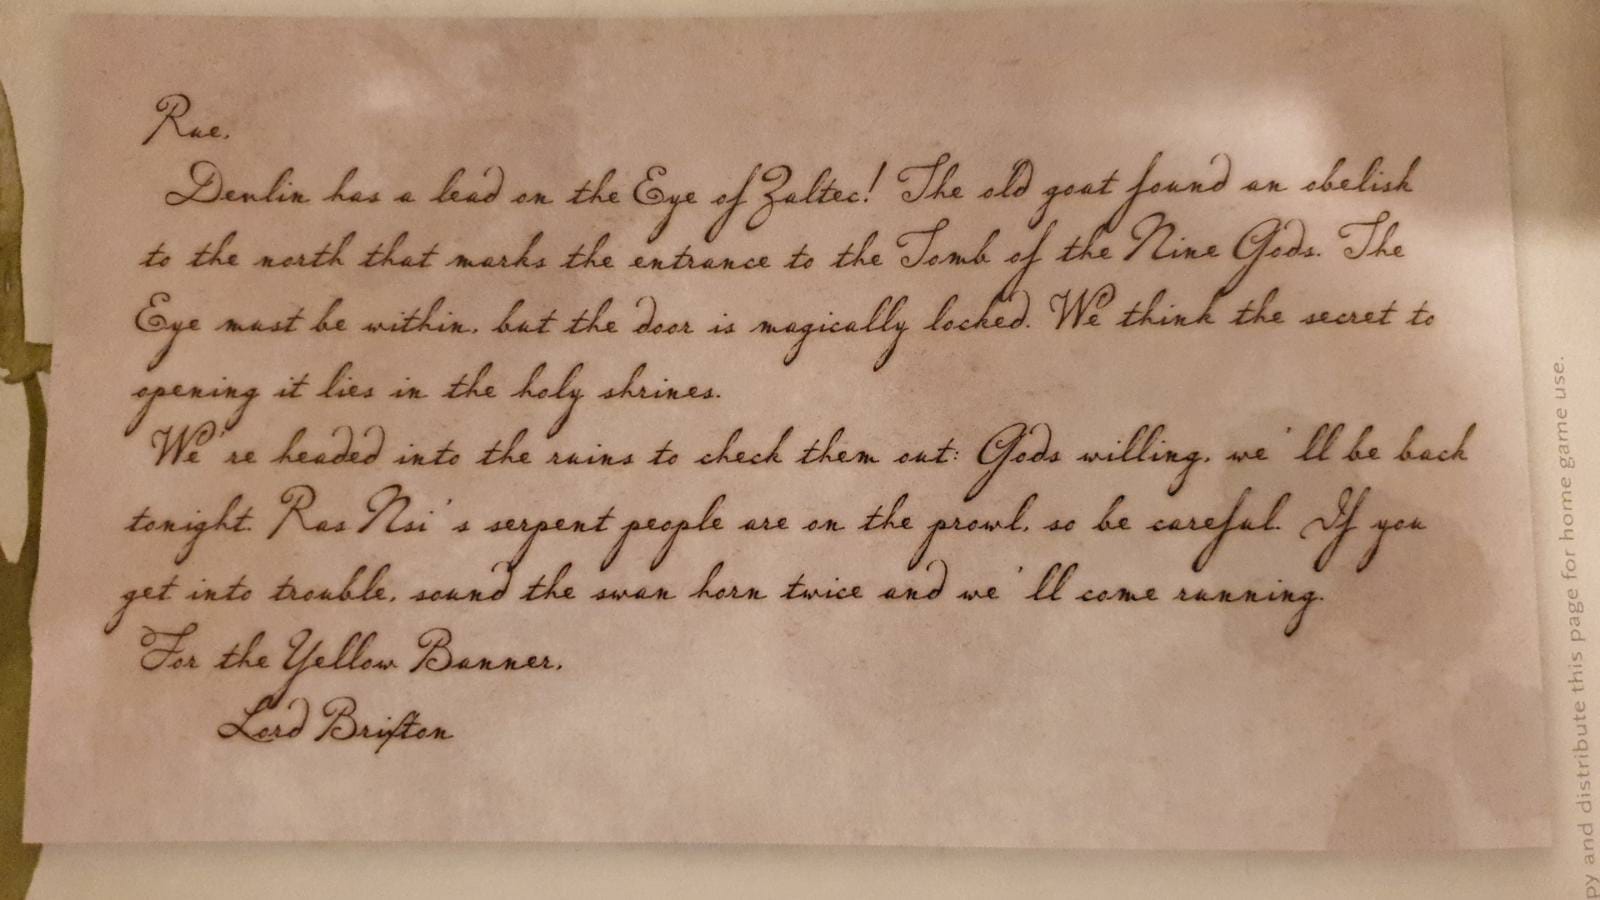 Rue,
Devlin has a lead on the Eye of Zaltec! The old goat found an obelisk
to the north that marks the entrance to the Tomb of the Nine Gods. The
Eye must be within, but the door is magically locked. We think the secret to
opening it lies in the holy shrines.
We're headed into the ruins to check them out: Gods willing, we'll be back
tonight. Ras Nsi's serpent people are on the prowl, so be careful. If you
get into trouble, sound the swan horn twice and we'll come running.
For the Yellow Banner,
Lord Brixton
py and distribute this page for home game use.